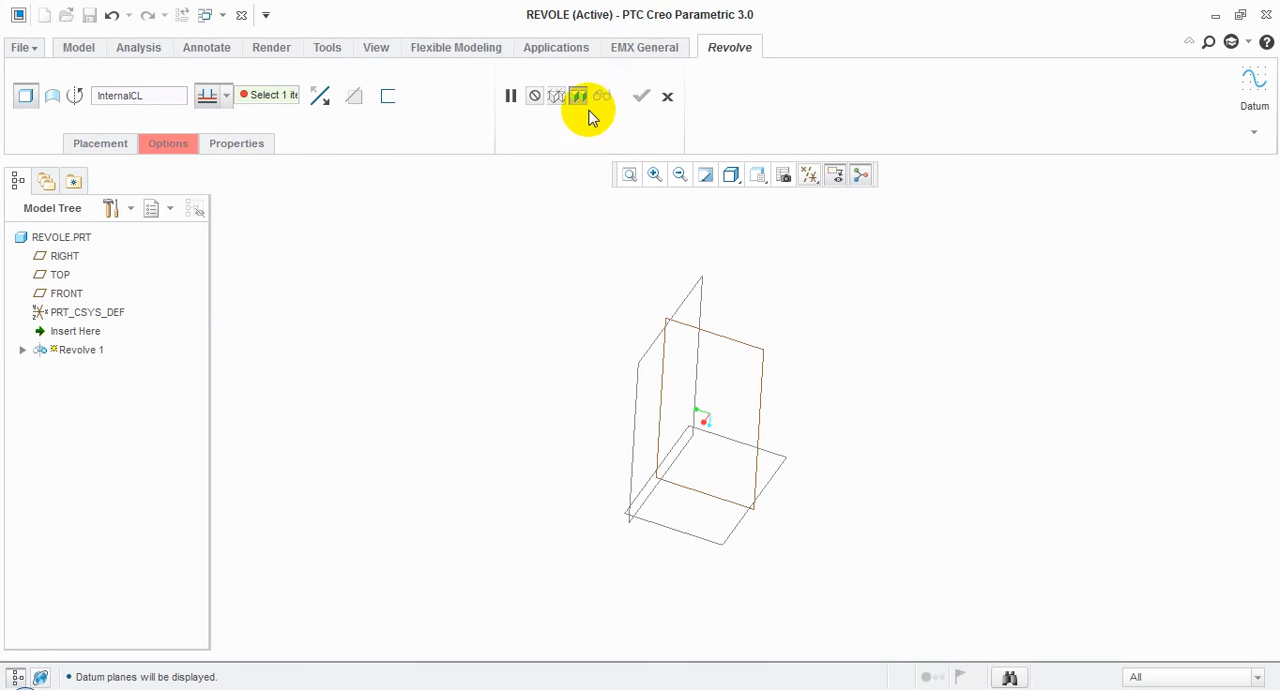 REVOLE (Active) - PTC Creo Parametric 3.0
File Model Analysis Annotate Render Tools View Flexible Modeling Applications EMX General Revolve
InternalCL Select 1 ite
Datum
Placement Options Properties
Model Tree
REVOLE.PRT
RIGHT
TOP
FRONT
PRT_CSYS_DEF
Insert Here
Revolve 1
Datum planes will be displayed. All